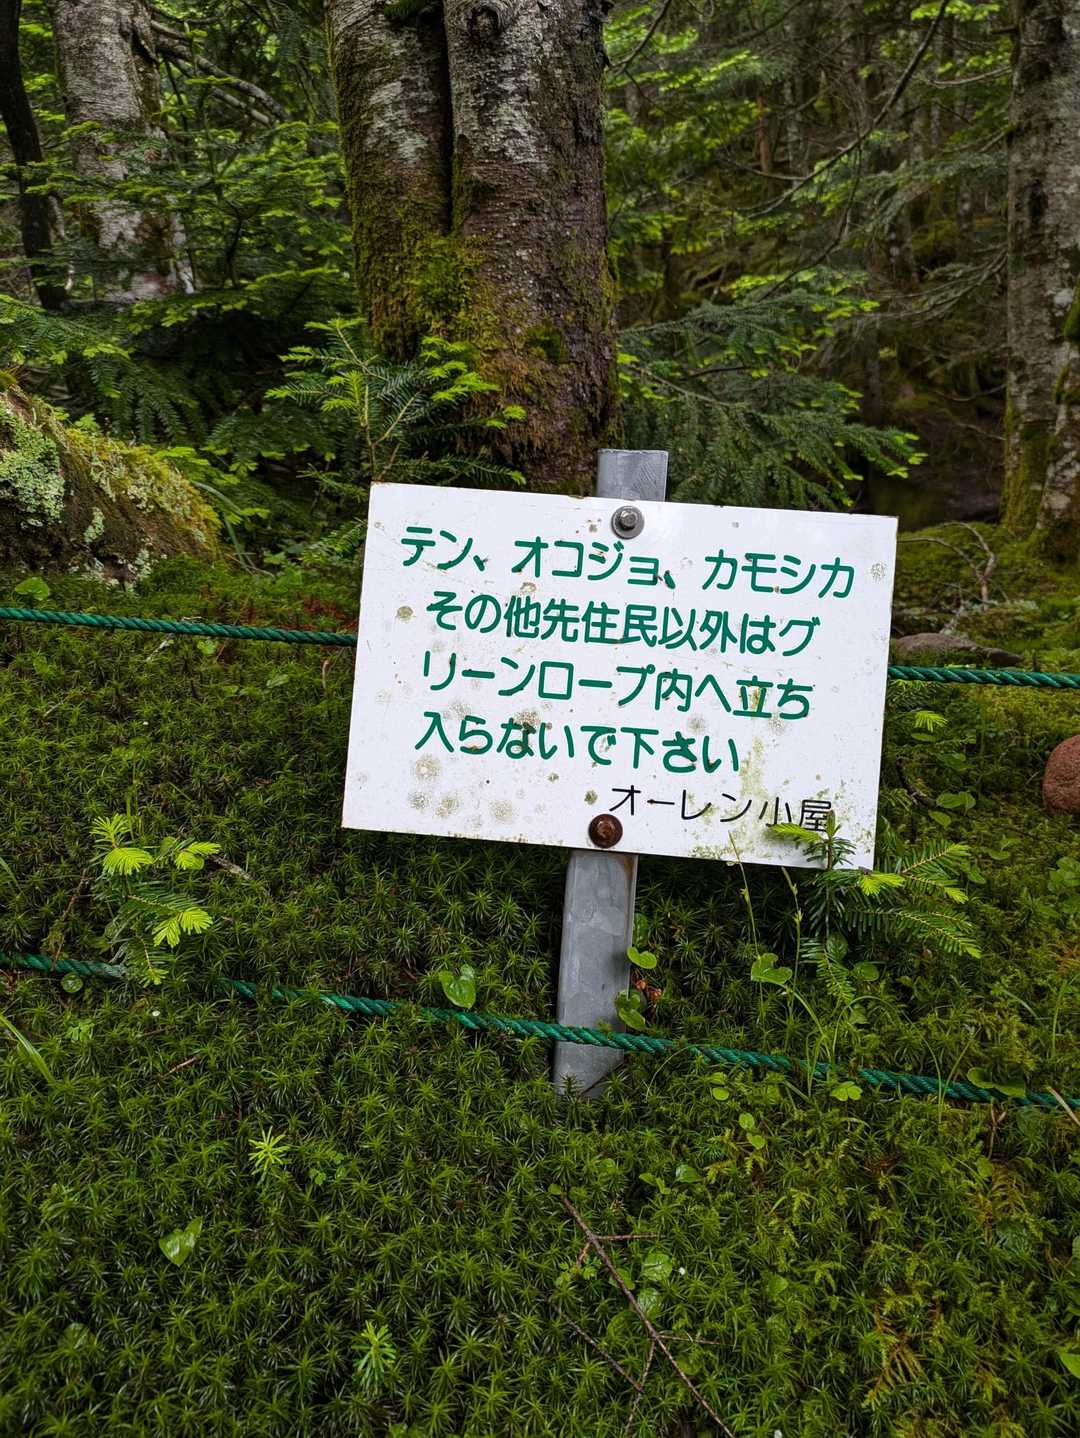 テン、オコジョ、カモシカ
その他先住民以外はグ
リーンロープ内へ立ち
入らないで下さい
オーレン小屋